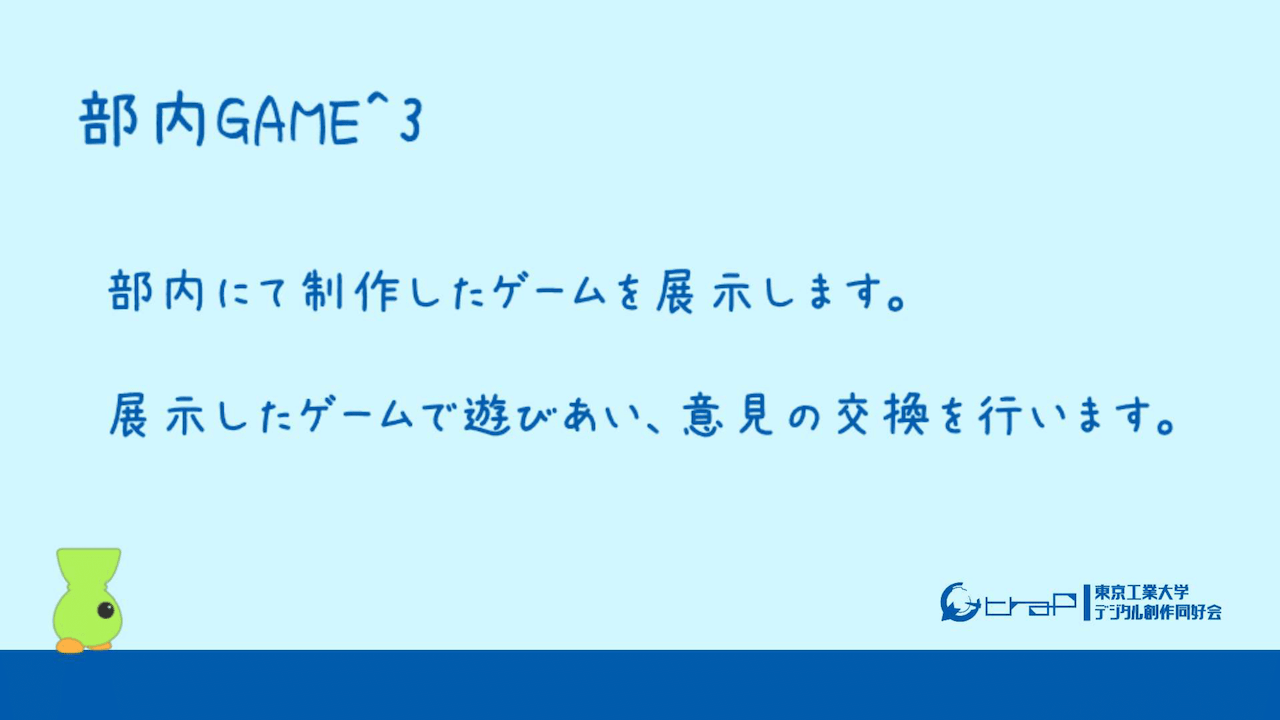 部内GAME^3
部内にて制作したゲームを展示します。
展示したゲームで遊びあい、意見の交換を行います。
traP
東京工業大学
デジタル創作同好会